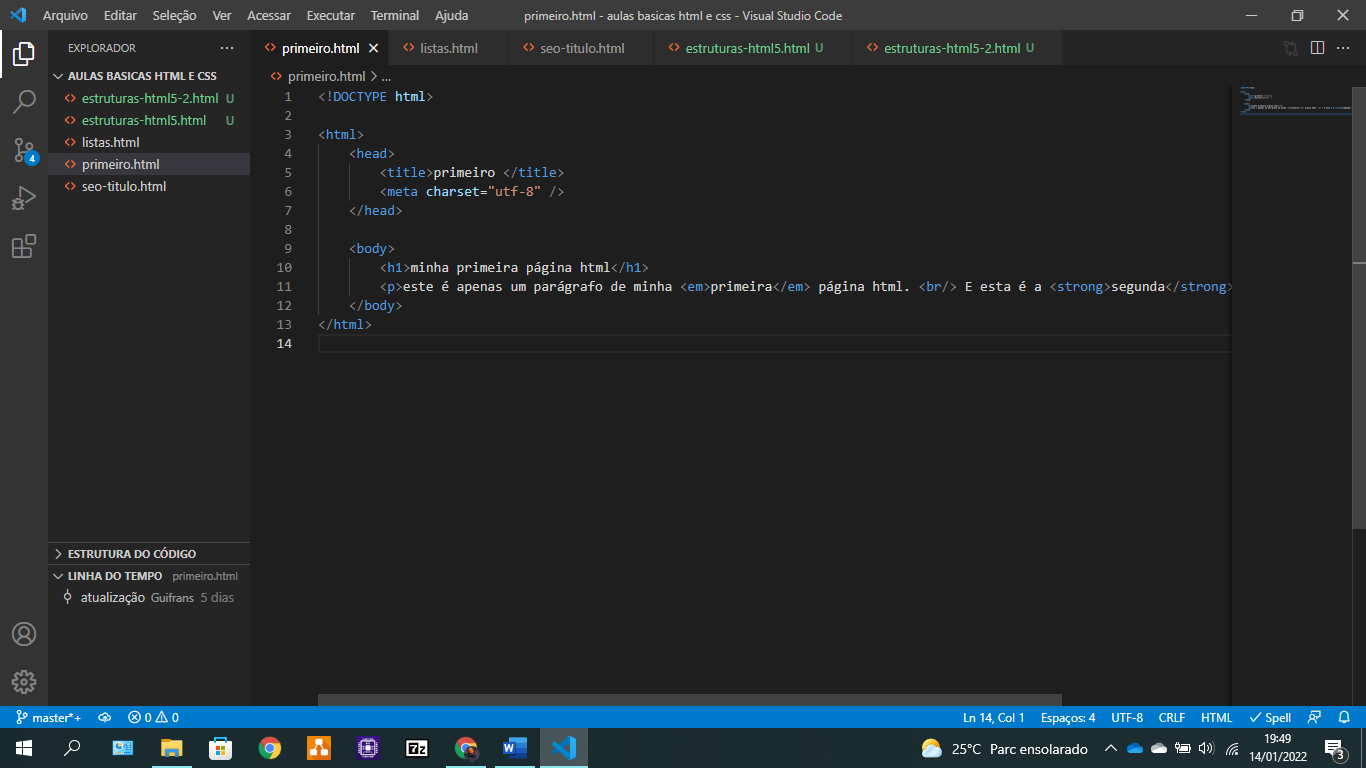 Arquivo Editar Seleção Ver Acessar Executar Terminal Ajuda primeiro.html - aulas basicas html e css - Visual Studio Code
EXPLORADOR ···
AULAS BASICAS HTML E CSS
estruturas-html5-2.html U
estruturas-html5.html U
listas.html
primeiro.html
seo-titulo.html
4
ESTRUTURA DO CÓDIGO
LINHA DO TEMPO primeiro.html
atualização Guifrans 5 dias
primeiro.html listas.html seo-titulo.html estruturas-html5.html U estruturas-html5-2.html U ···
primeiro.html > ...
1 <!DOCTYPE html>
2
3 <html>
4 <head>
5 <title>primeiro </title>
6 <meta charset="utf-8" />
7 </head>
8
9 <body>
10 <h1>minha primeira página html</h1>
11 <p>este é apenas um parágrafo de minha <em>primeira</em> página html. <br/> E esta é a <strong>segunda</strong>
12 </body>
13 </html>
14
master*+ 0 0 Ln 14, Col 1 Espaços: 4 UTF-8 CRLF HTML Spell
7z W 25°C Parc ensolarado 19:49
14/01/2022 3